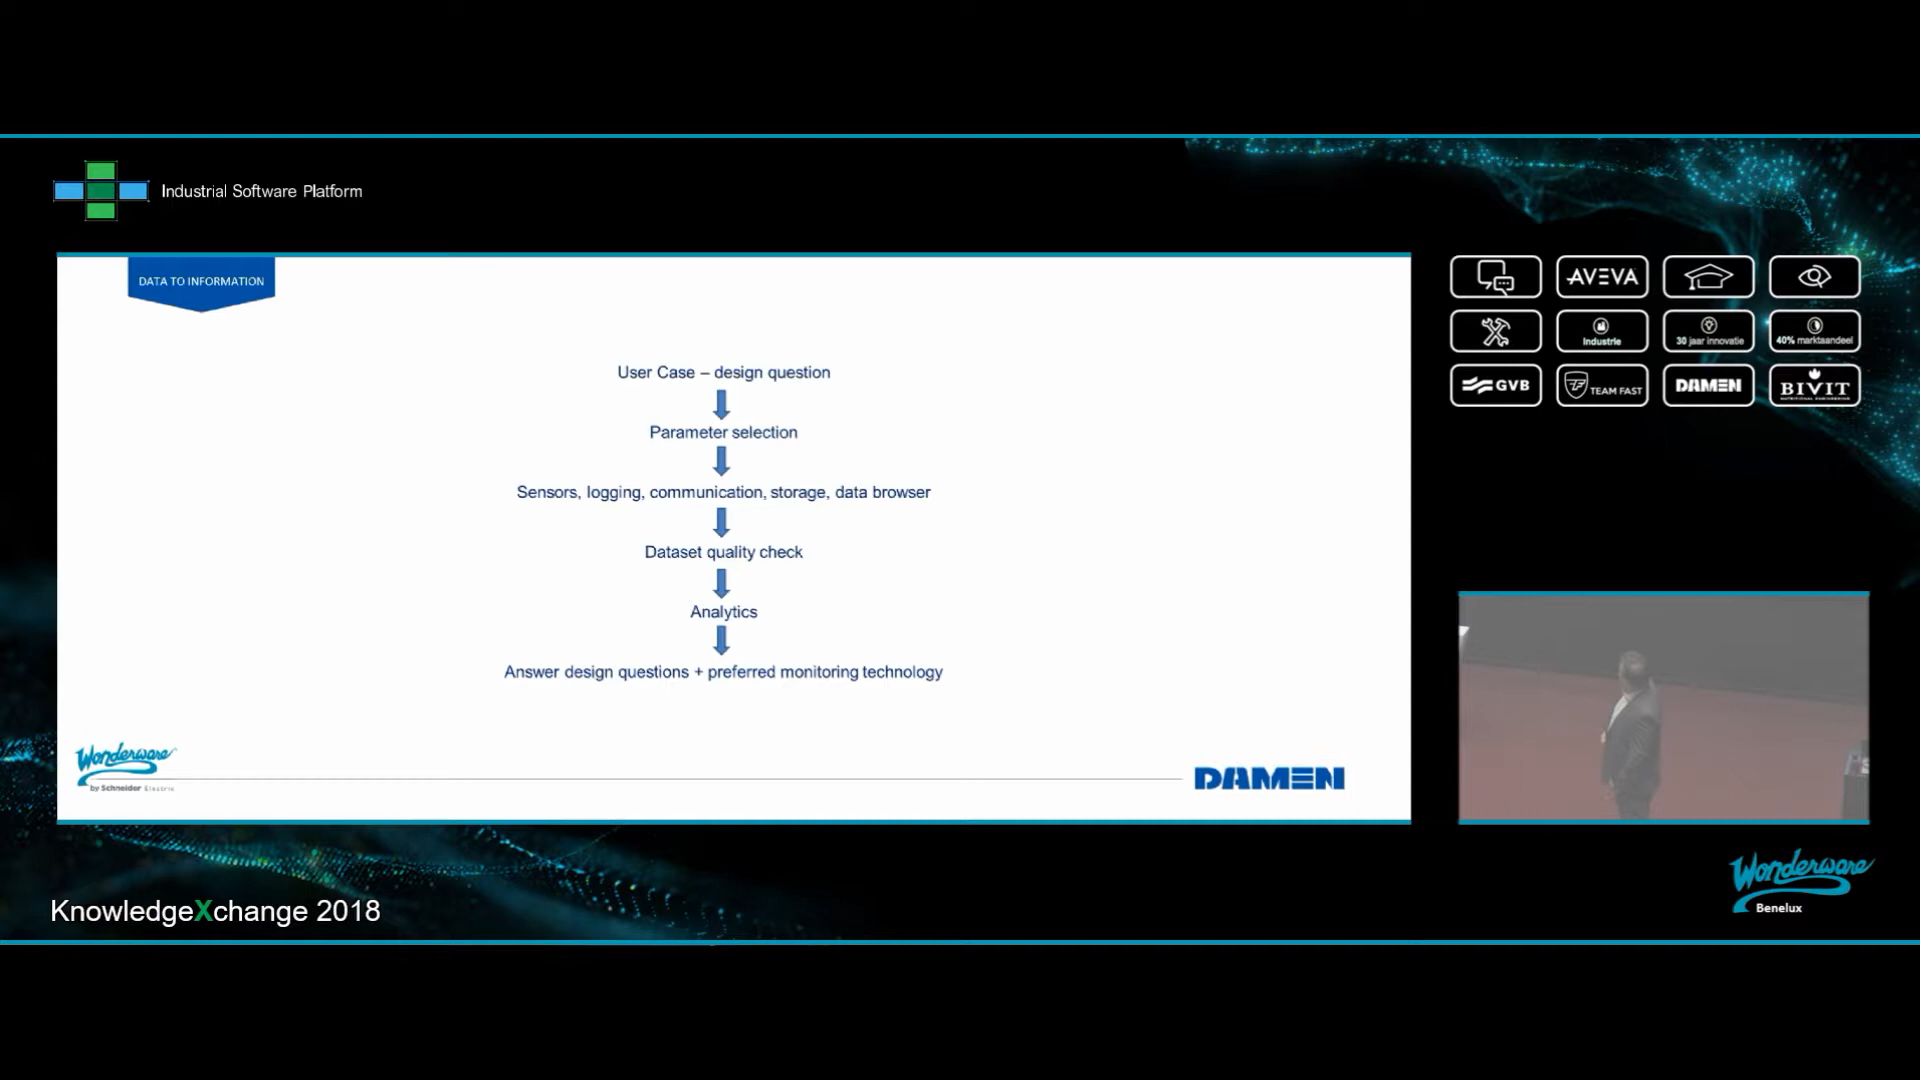 Industrial Software Platform
DATA TO INFORMATION
User Case – design question
Parameter selection
Sensors, logging, communication, storage, data browser
Dataset quality check
Analytics
Answer design questions + preferred monitoring technology
Wonderware
by Schneider Electric
DAMEN
AVEVA
Industrie
30 jaar innovatie
40% marktaandeel
GVB
TEAM FAST
DAMEN
BIVIT
NUTRITIONAL ENGINEERING
KnowledgeXchange 2018
Wonderware
Benelux